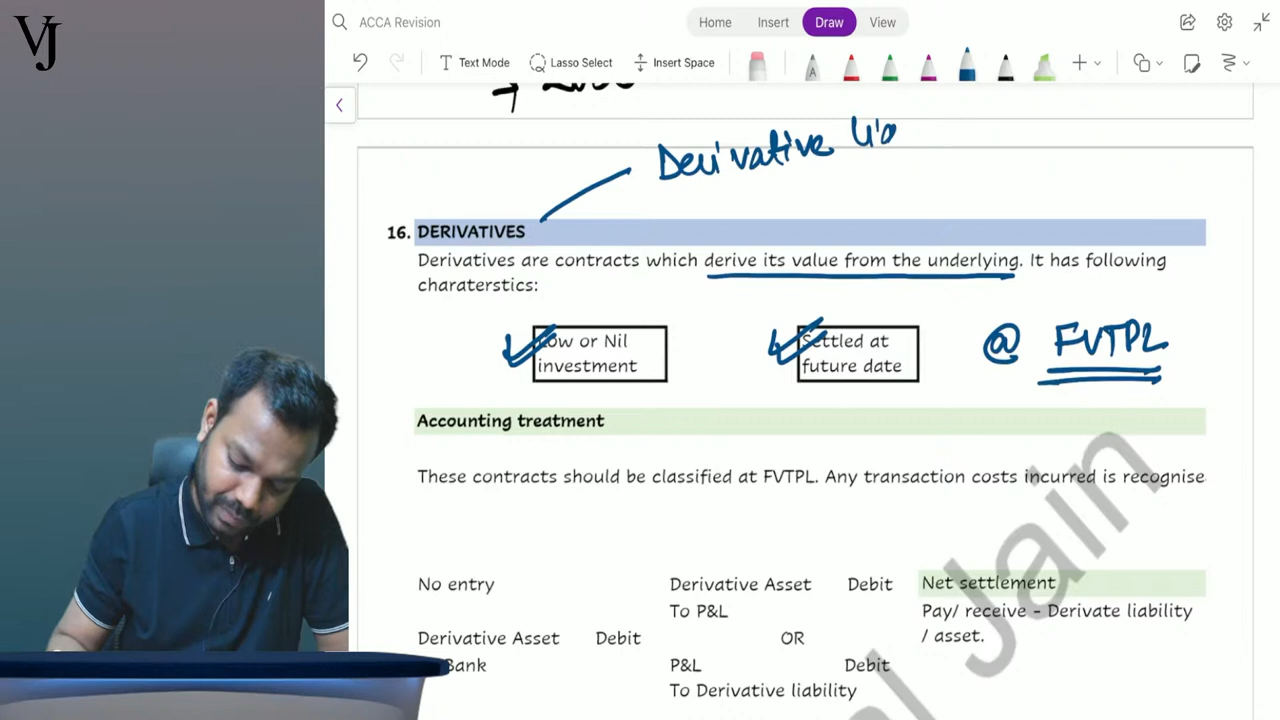 VJ
ACCA Revision
Home Insert Draw View
Text Mode Lasso Select Insert Space
Derivative lia
16. DERIVATIVES
Derivatives are contracts which derive its value from the underlying. It has following
charaterstics:
Low or Nil
investment
Settled at
future date
@ FVTPL
Accounting treatment
These contracts should be classified at FVTPL. Any transaction costs incurred is recognise
No entry
Derivative Asset Debit
To P&L
OR
P&L Debit
To Derivative liability
Net settlement
Pay/ receive - Derivate liability
/ asset.
Derivative Asset Debit
Bank
Jain